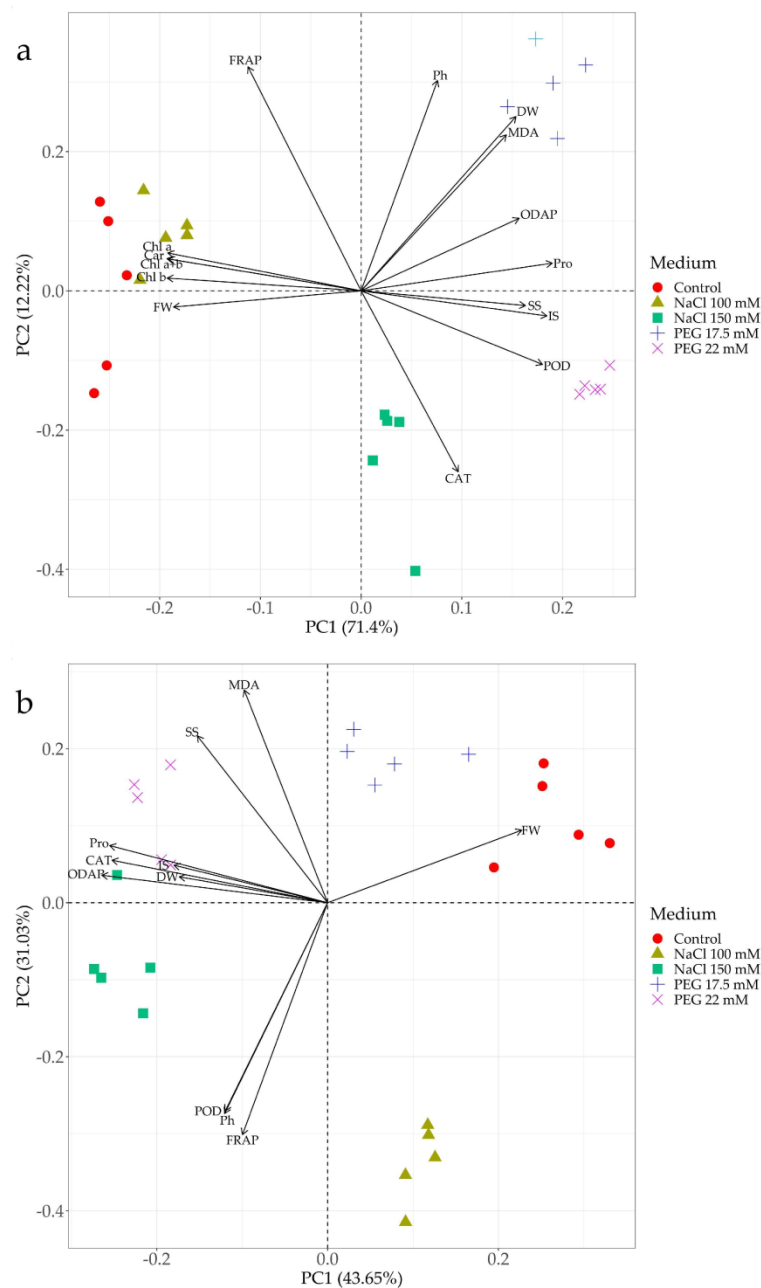 a
FRAP
Ph
DW
MDA
ODAP
Pro
SS
IS
POD
CAT
Chl a
Car
Chl a+b
Chl b
FW
0.2
0.0
-0.2
-0.4
PC2 (12.22%)
-0.2
-0.1
0.0
0.1
0.2
PC1 (71.4%)
Medium
Control
NaCl 100 mM
NaCl 150 mM
PEG 17.5 mM
PEG 22 mM
b
MDA
SS
FW
Pro
CAT
IS
ODAP
DW
POD
Ph
FRAP
0.2
0.0
-0.2
-0.4
PC2 (31.03%)
-0.2
0.0
0.2
PC1 (43.65%)
Medium
Control
NaCl 100 mM
NaCl 150 mM
PEG 17.5 mM
PEG 22 mM